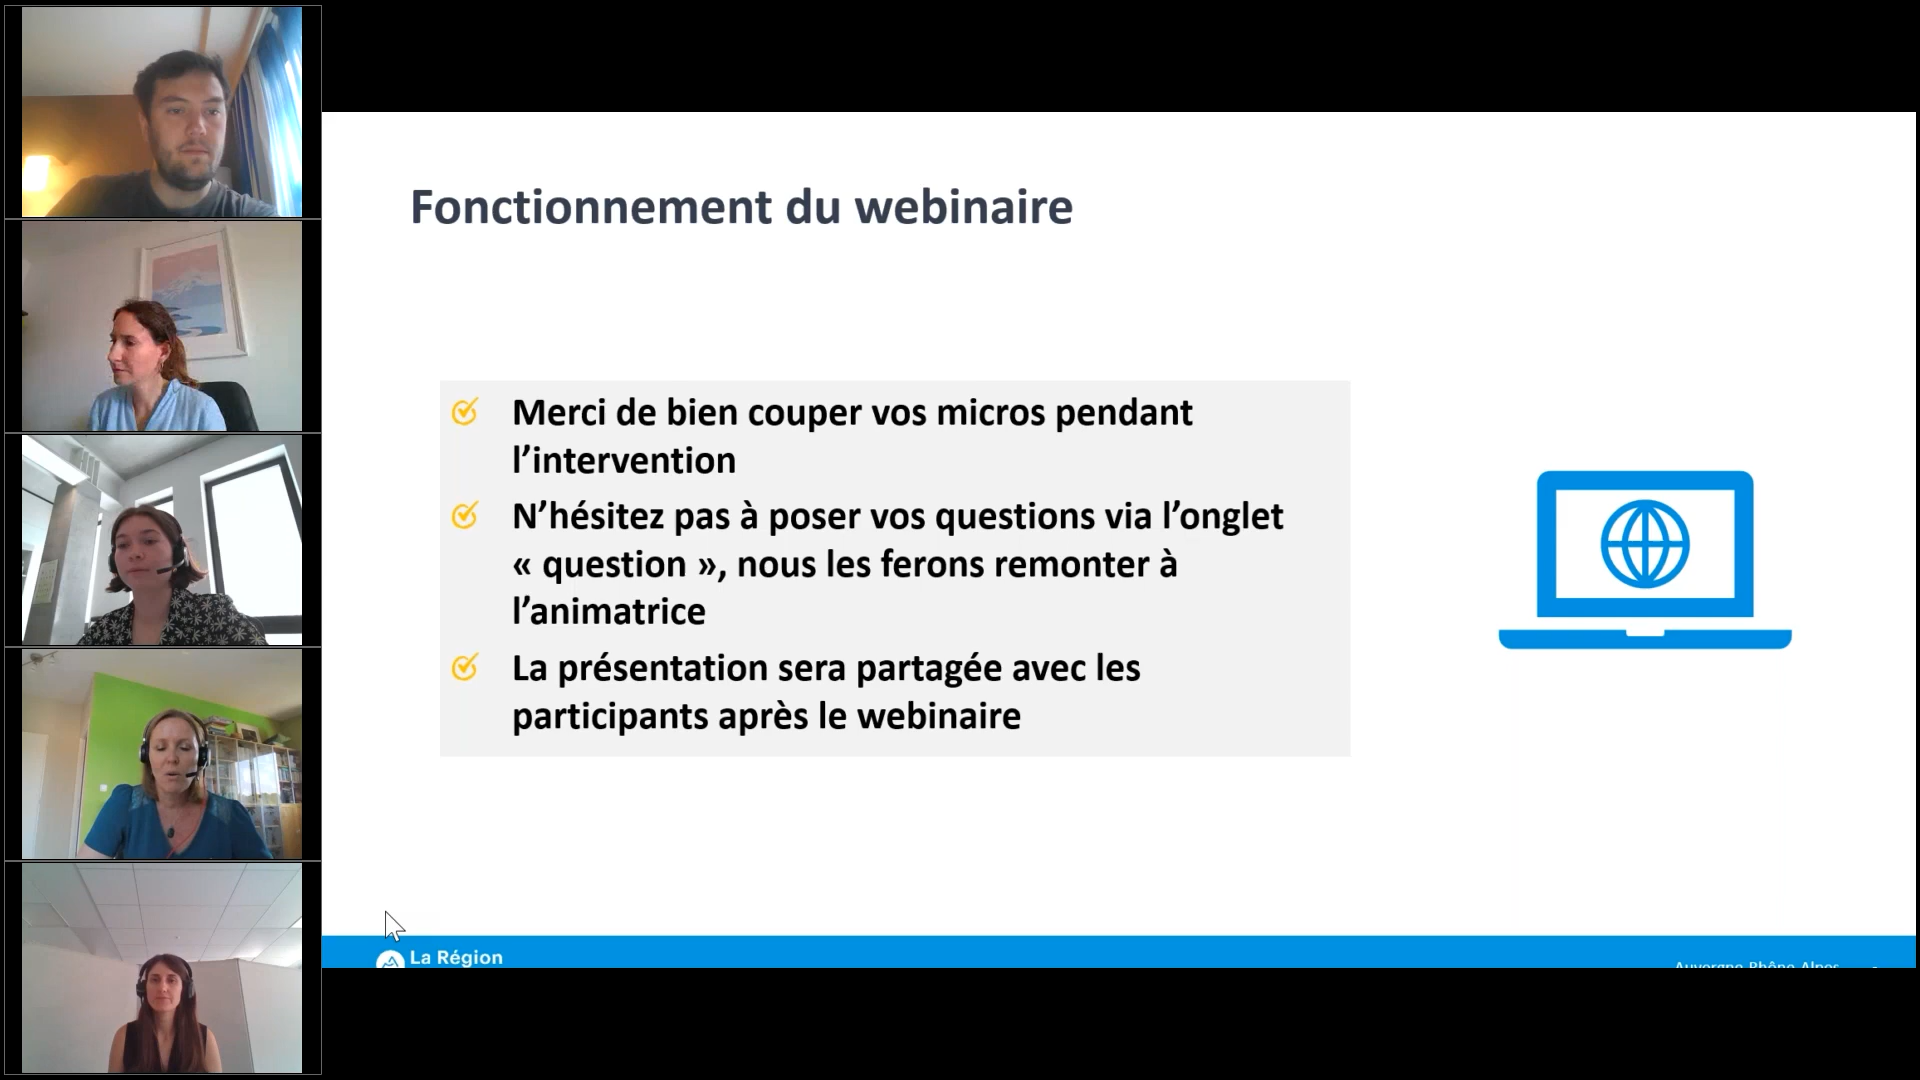 Fonctionnement du webinaire
Merci de bien couper vos micros pendant
l’intervention
N’hésitez pas à poser vos questions via l’onglet
« question », nous les ferons remonter à
l’animatrice
La présentation sera partagée avec les
participants après le webinaire
La Région
Auvergne-Rhône-Alpes